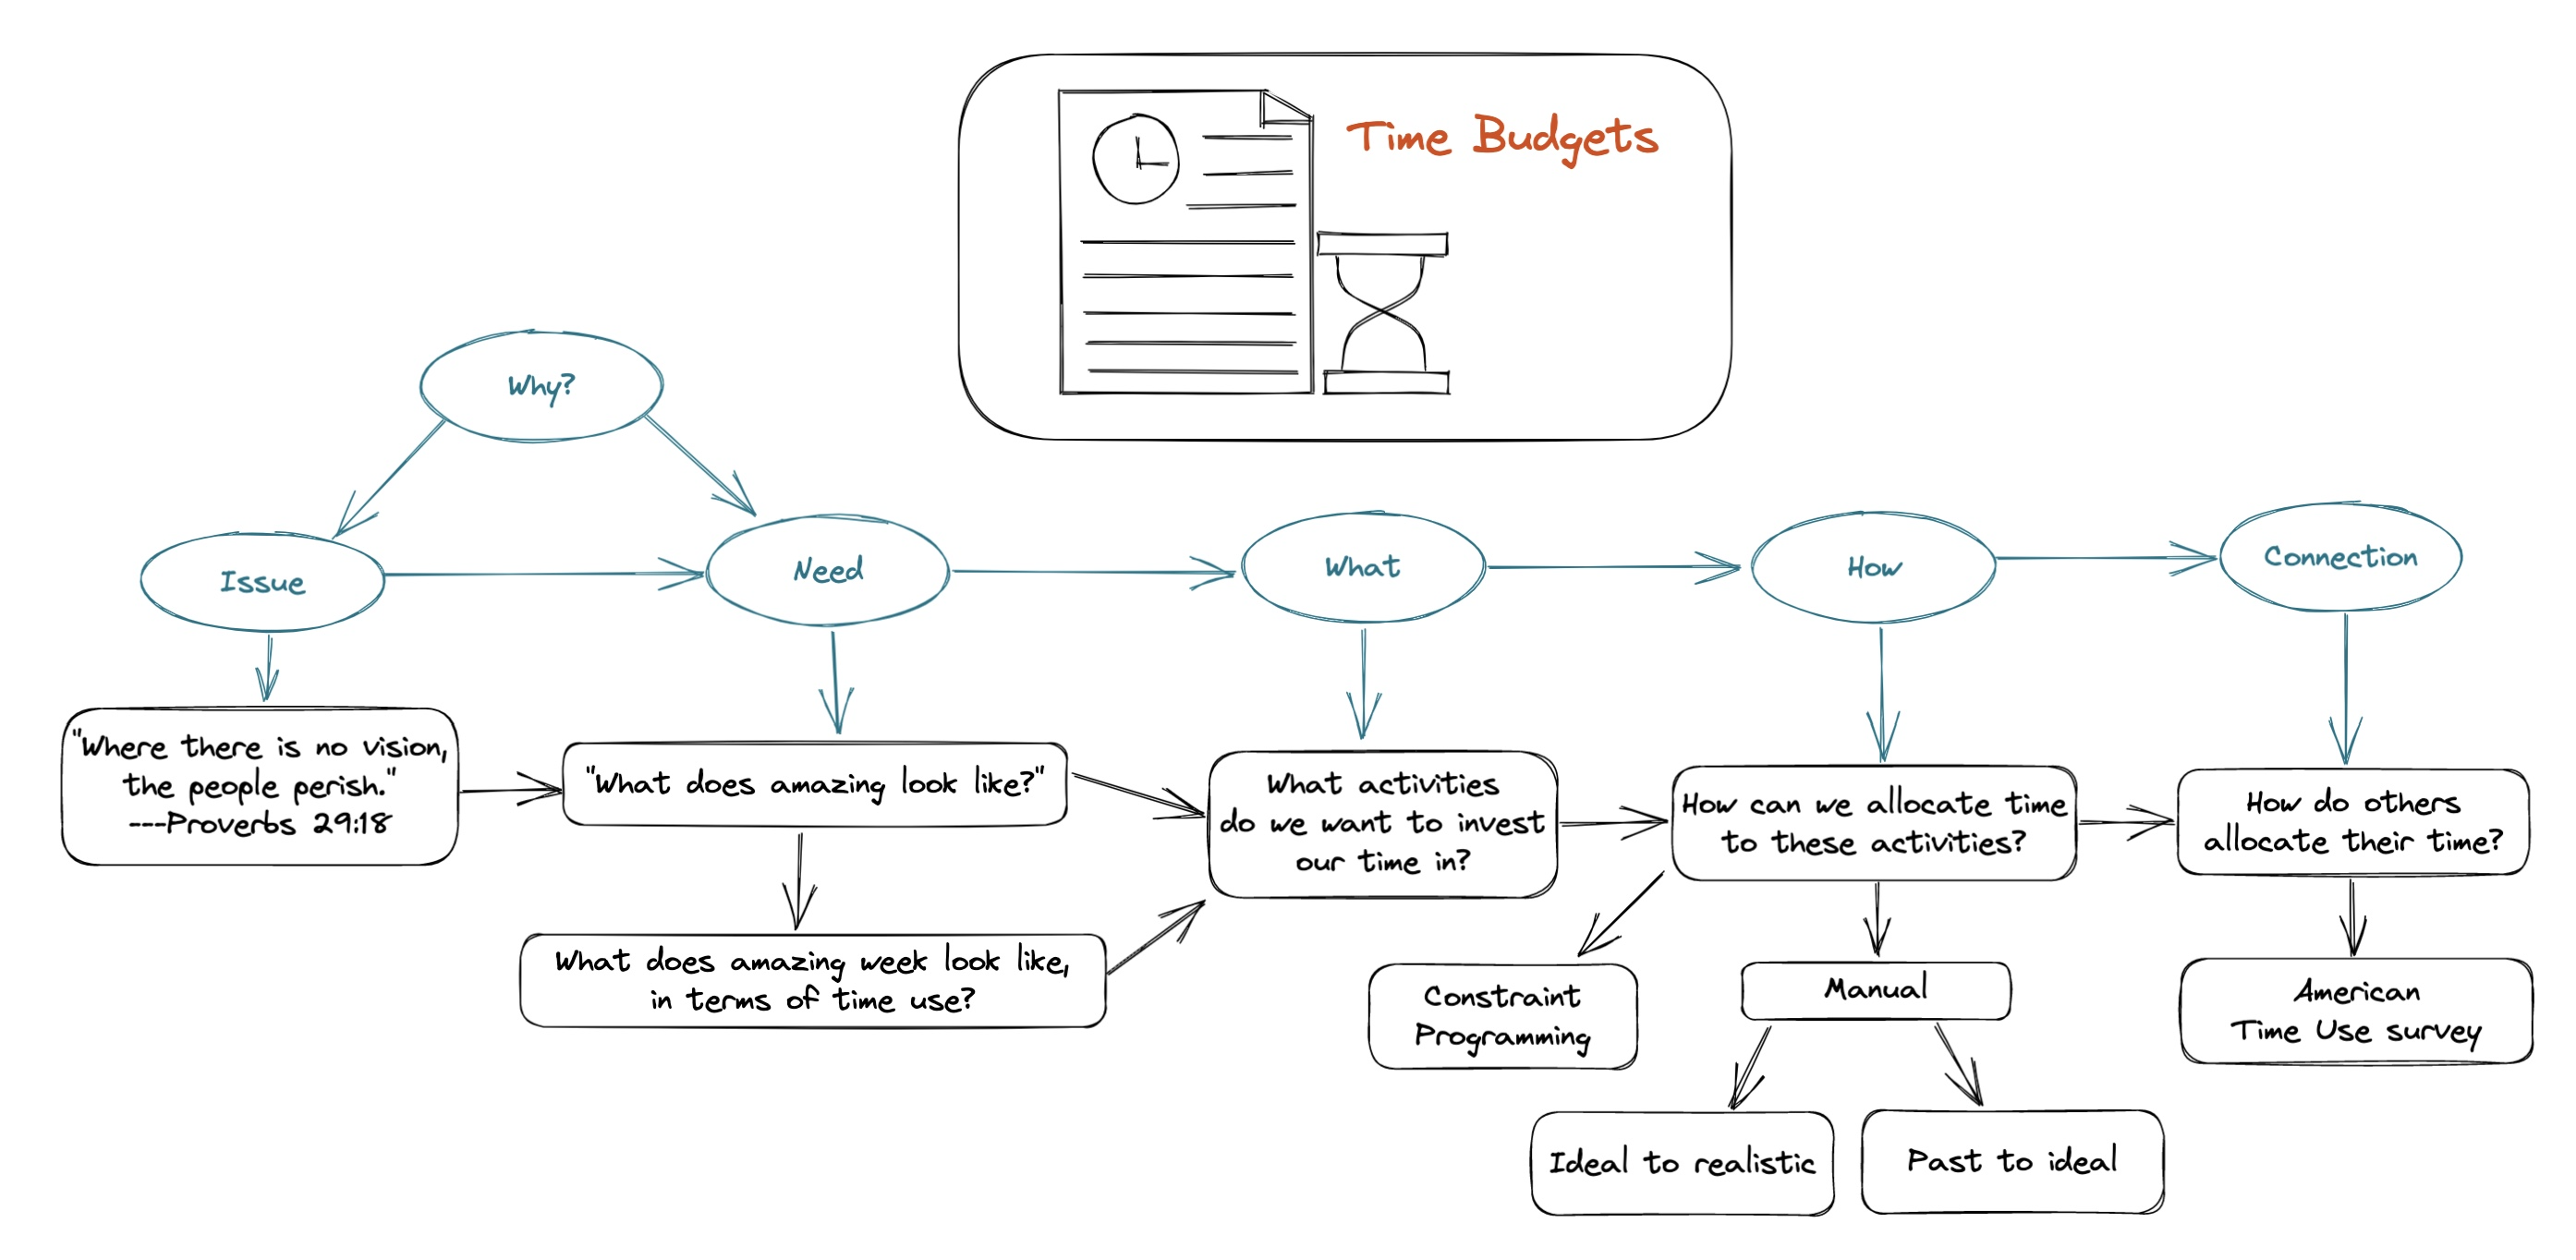 Time Budgets
Why?
Issue
Need
What
How
Connection
"Where there is no vision,
the people perish."
---Proverbs 29:18
"What does amazing look like?"
What does amazing week look like,
in terms of time use?
What activities
do we want to invest
our time in?
How can we allocate time
to these activities?
Constraint
Programming
Manual
Ideal to realistic
Past to ideal
How do others
allocate their time?
American
Time Use survey